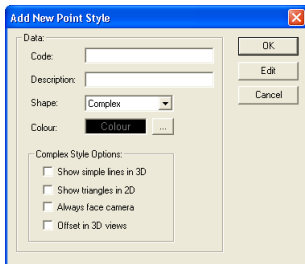 Add New Point Style
Data:
Code:
OK
Description:
Edit
Shape: Complex
Cancel
Colour: Colour ...
Complex Style Options:
Show simple lines in 3D
Show triangles in 2D
Always face camera
Offset in 3D views